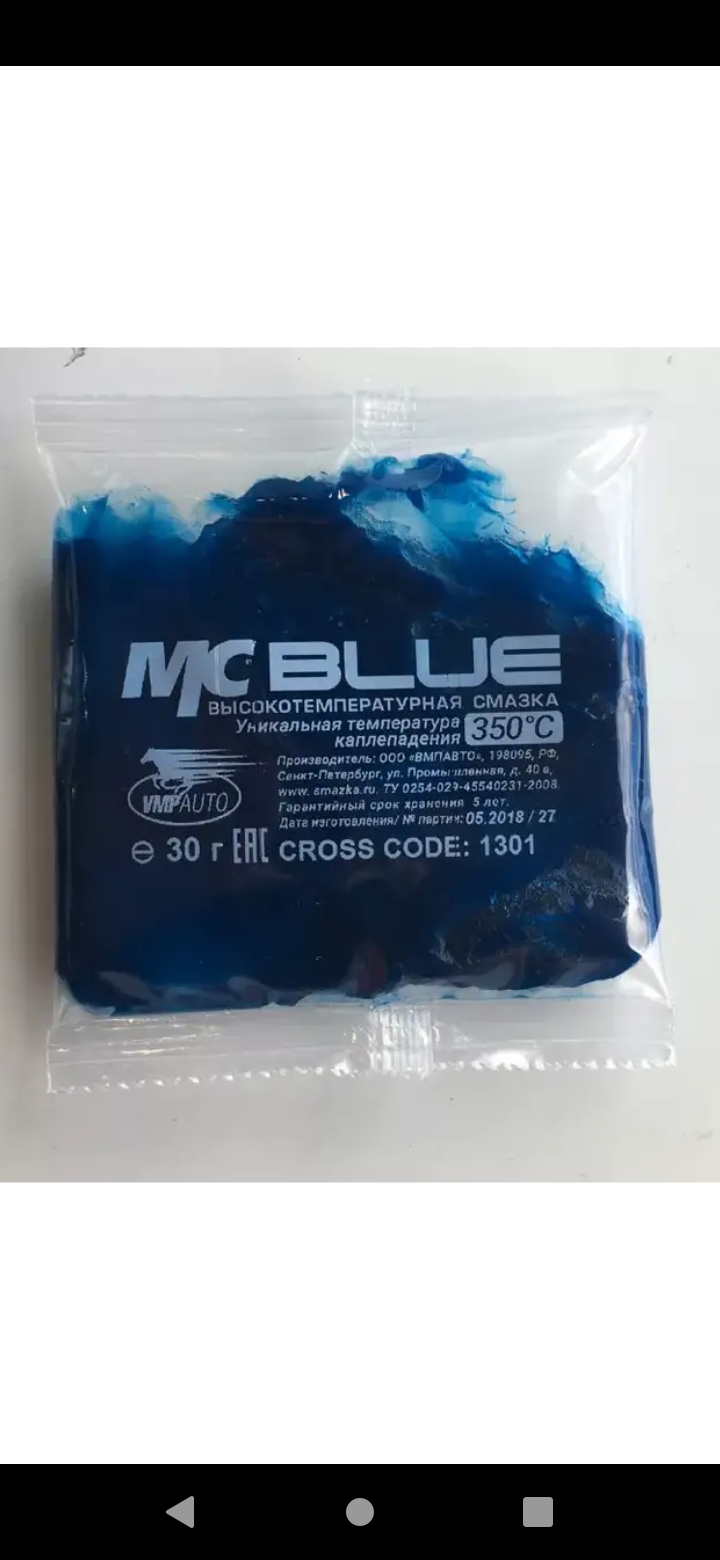 МС BLUE
ВЫСОКОТЕМПЕРАТУРНАЯ СМАЗКА
Уникальная температура
каплепадения 350°С
Производитель: ООО «ВМПАВТО», 198095, РФ,
Санкт-Петербург, ул. Промышленная, д. 40 а,
www.smazka.ru. ТУ 0254-029-45540231-2008
Гарантийный срок хранения 5 лет.
Дата изготовления/ № партии: 05.2018 / 27
VMPAUTO
30 г EAC CROSS CODE: 1301